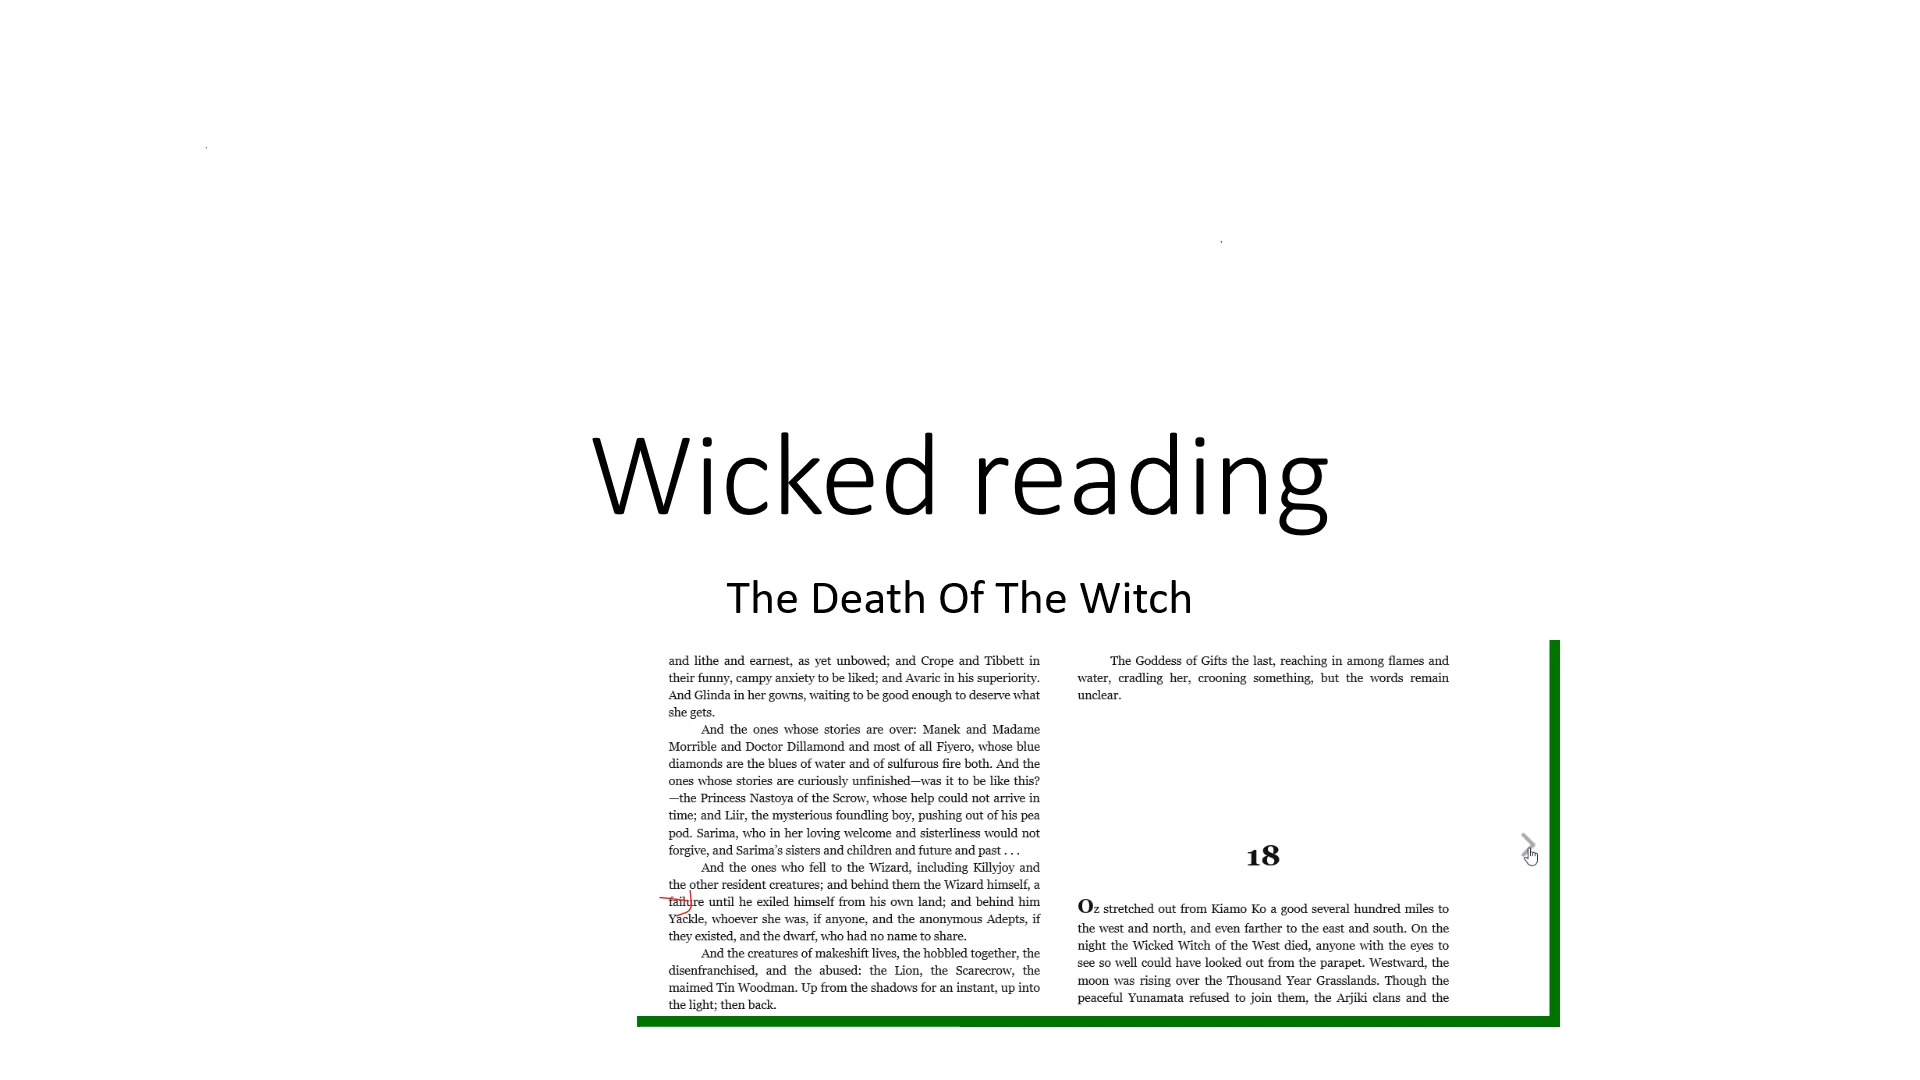 Wicked reading
The Death Of The Witch
and lithe and earnest, as yet unbowed; and Crope and Tibbett in
their funny, campy anxiety to be liked; and Avaric in his superiority.
And Glinda in her gowns, waiting to be good enough to deserve what
she gets.
And the ones whose stories are over: Manek and Madame
Morrible and Doctor Dillamond and most of all Fiyero, whose blue
diamonds are the blues of water and of sulfurous fire both. And the
ones whose stories are curiously unfinished—was it to be like this?
—the Princess Nastoya of the Scrow, whose help could not arrive in
time; and Liir, the mysterious foundling boy, pushing out of his pea
pod. Sarima, who in her loving welcome and sisterliness would not
forgive, and Sarima’s sisters and children and future and past . . .
And the ones who fell to the Wizard, including Killyjoy and
the other resident creatures; and behind them the Wizard himself, a
failure until he exiled himself from his own land; and behind him
Yackle, whoever she was, if anyone, and the anonymous Adepts, if
they existed, and the dwarf, who had no name to share.
And the creatures of makeshift lives, the hobbled together, the
disenfranchised, and the abused: the Lion, the Scarecrow, the
maimed Tin Woodman. Up from the shadows for an instant, up into
the light; then back.
The Goddess of Gifts the last, reaching in among flames and
water, cradling her, crooning something, but the words remain
unclear.
18
Oz stretched out from Kiamo Ko a good several hundred miles to
the west and north, and even farther to the east and south. On the
night the Wicked Witch of the West died, anyone with the eyes to
see so well could have looked out from the parapet. Westward, the
moon was rising over the Thousand Year Grasslands. Though the
peaceful Yunamata refused to join them, the Arjiki clans and the